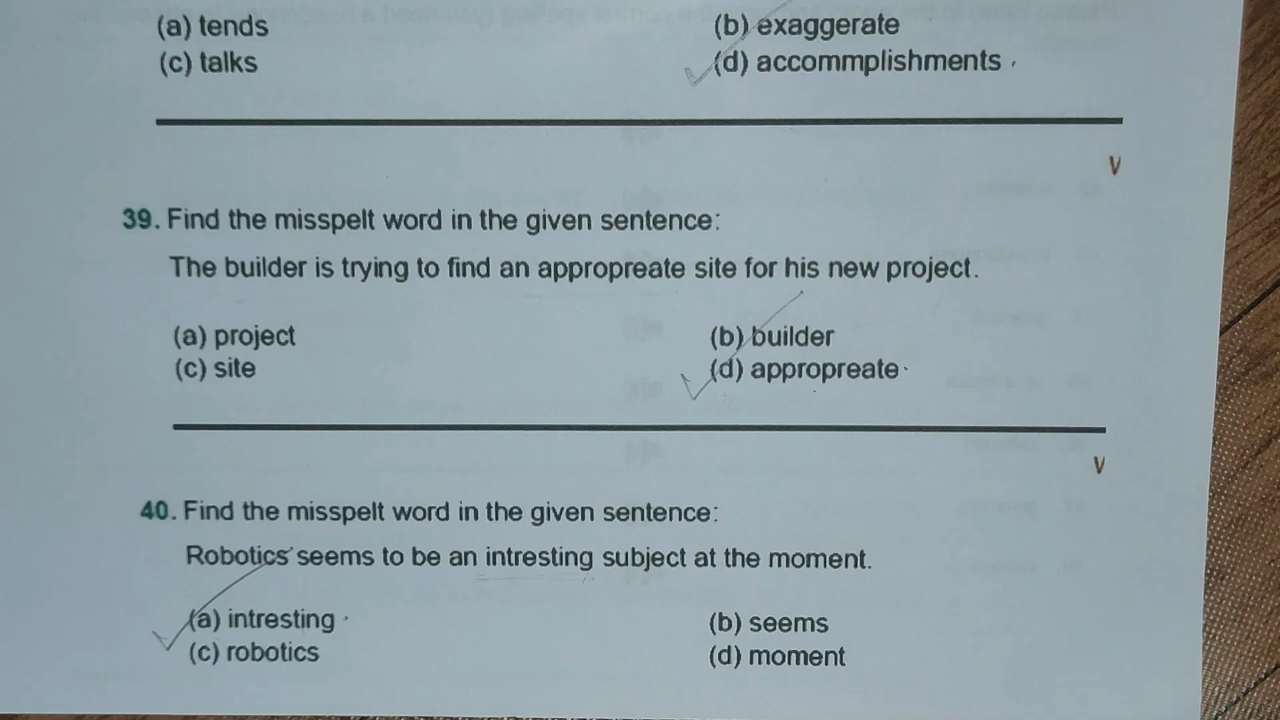 (a) tends (b) exaggerate
(c) talks (d) accommplishments
V
39. Find the misspelt word in the given sentence:
The builder is trying to find an appropreate site for his new project.
(a) project (b) builder
(c) site (d) appropreate
V
40. Find the misspelt word in the given sentence:
Robotics seems to be an intresting subject at the moment.
(a) intresting (b) seems
(c) robotics (d) moment